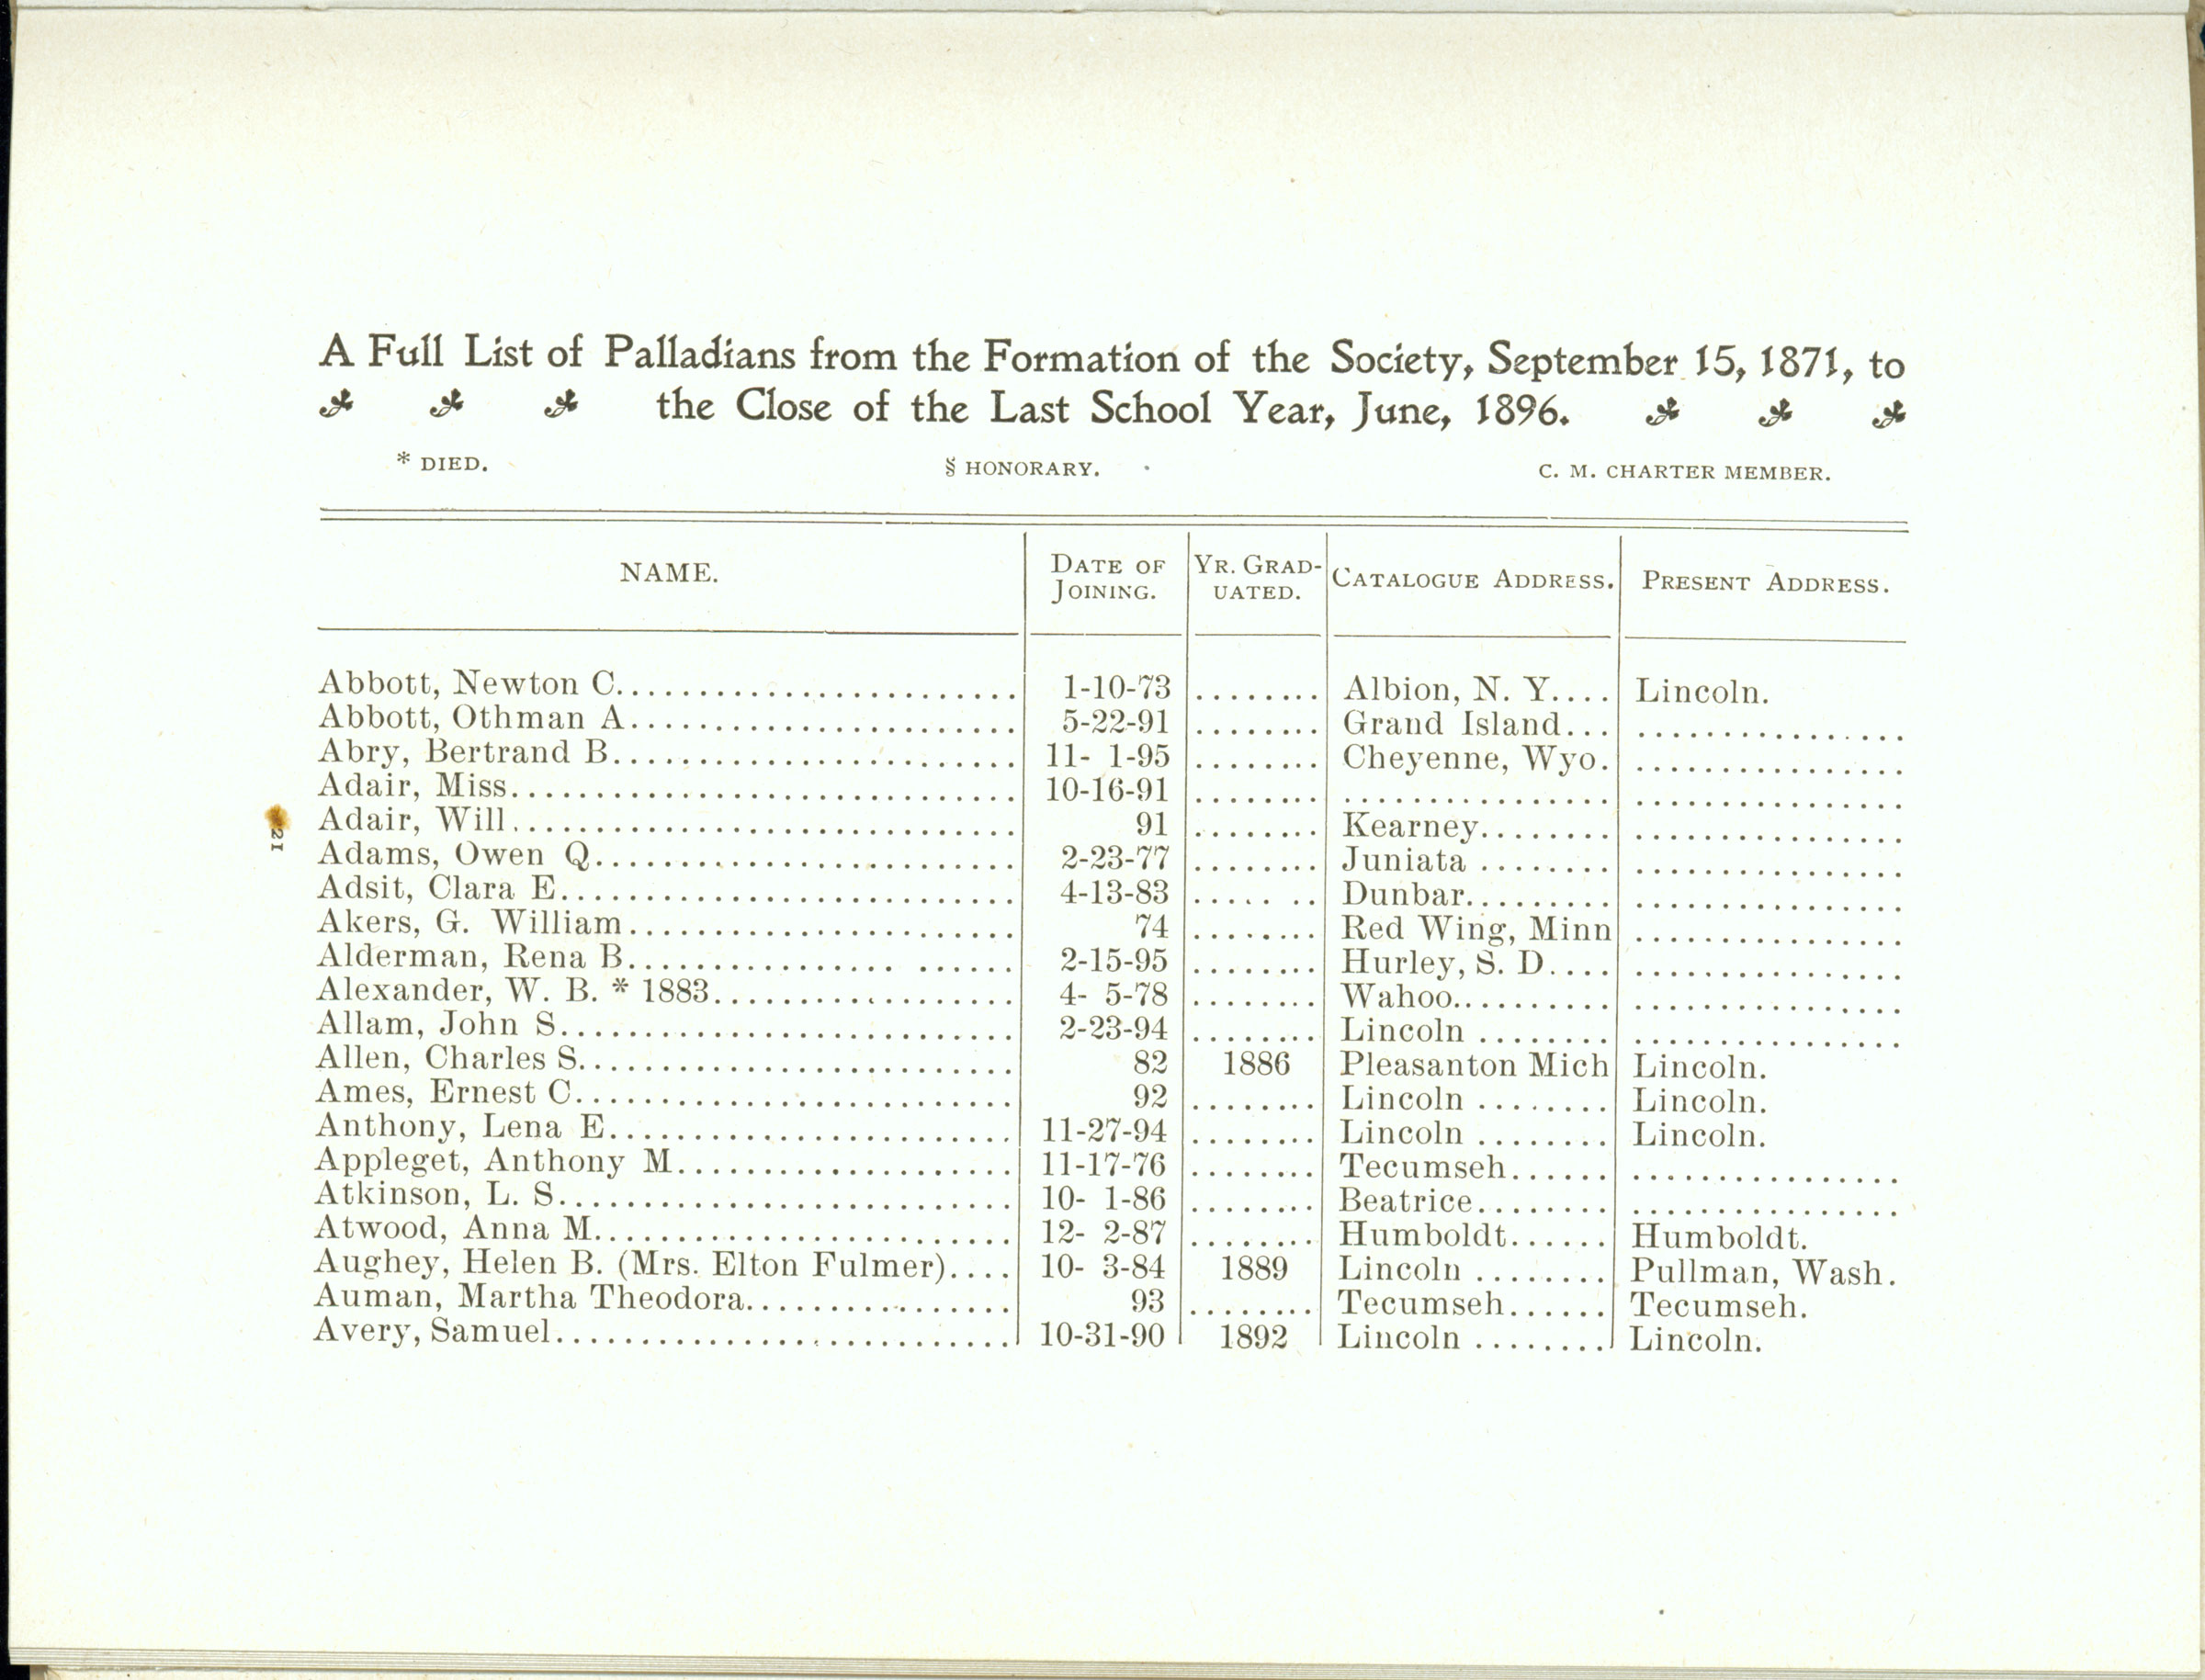 A Full List of Palladians from the Formation of the Society, September 15, 1871, to
the Close of the Last School Year, June, 1896.
* DIED. § HONORARY. C. M. CHARTER MEMBER.
NAME. DATE OF JOINING. YR. GRADUATED. CATALOGUE ADDRESS. PRESENT ADDRESS.
Abbott, Newton C. 1-10-73 Albion, N. Y. Lincoln.
Abbott, Othman A. 5-22-91 Grand Island
Abry, Bertrand B. 11- 1-95 Cheyenne, Wyo.
Adair, Miss 10-16-91
Adair, Will 91 Kearney
Adams, Owen Q. 2-23-77 Juniata
Adsit, Clara E. 4-13-83 Dunbar
Akers, G. William 74 Red Wing, Minn
Alderman, Rena B. 2-15-95 Hurley, S. D.
Alexander, W. B. * 1883 4- 5-78 Wahoo
Allam, John S. 2-23-94 Lincoln
Allen, Charles S. 82 1886 Pleasanton Mich Lincoln.
Ames, Ernest C. 92 Lincoln Lincoln.
Anthony, Lena E. 11-27-94 Lincoln Lincoln.
Appleget, Anthony M. 11-17-76 Tecumseh
Atkinson, L. S. 10- 1-86 Beatrice
Atwood, Anna M. 12- 2-87 Humboldt Humboldt.
Aughey, Helen B. (Mrs. Elton Fulmer) 10- 3-84 1889 Lincoln Pullman, Wash.
Auman, Martha Theodora 93 Tecumseh Tecumseh.
Avery, Samuel 10-31-90 1892 Lincoln Lincoln.
21